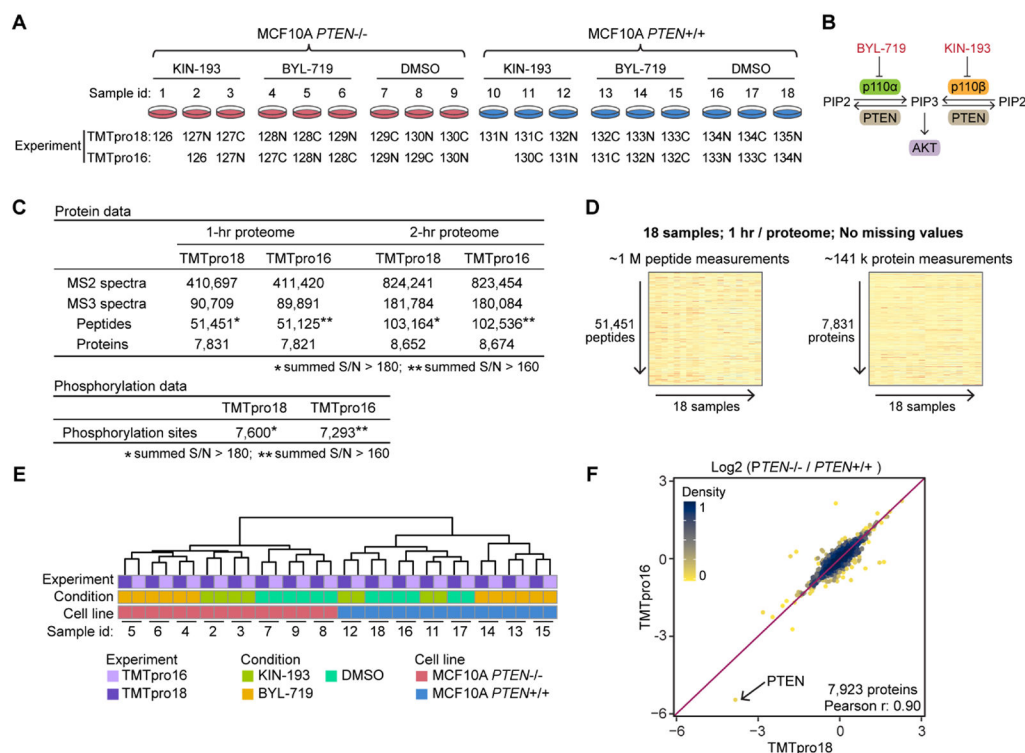 A
MCF10A PTEN-/-
MCF10A PTEN+/+
KIN-193 BYL-719 DMSO KIN-193 BYL-719 DMSO
Sample id: 1 2 3 4 5 6 7 8 9 10 11 12 13 14 15 16 17 18
Experiment
TMTpro18: 126 127N 127C 128N 128C 129N 129C 130N 130C 131N 131C 132N 132C 133N 133C 134N 134C 135N
TMTpro16: 126 127N 127C 128N 128C 129N 129C 130N 130C 131N 131C 132N 132C 133N 133C 134N
B
BYL-719 KIN-193
p110α p110β
PIP2 PIP3 PIP2
PTEN PTEN
AKT
C
Protein data
1-hr proteome 2-hr proteome
TMTpro18 TMTpro16 TMTpro18 TMTpro16
MS2 spectra 410,697 411,420 824,241 823,454
MS3 spectra 90,709 89,891 181,784 180,084
Peptides 51,451* 51,125** 103,164* 102,536**
Proteins 7,831 7,821 8,652 8,674
* summed S/N > 180; ** summed S/N > 160
Phosphorylation data
TMTpro18 TMTpro16
Phosphorylation sites 7,600* 7,293**
* summed S/N > 180; ** summed S/N > 160
D
18 samples; 1 hr / proteome; No missing values
~1 M peptide measurements
~141 k protein measurements
51,451
peptides
7,831
proteins
18 samples
18 samples
E
Experiment
Condition
Cell line
Sample id: 5 6 4 2 3 7 9 8 12 18 16 11 17 14 13 15
Experiment Condition Cell line
TMTpro16 KIN-193 DMSO MCF10A PTEN-/-
TMTpro18 BYL-719 MCF10A PTEN+/+
F
Log2 (PTEN-/- / PTEN+/+ )
Density
1
0
3
0
-3
-6
TMTpro16
PTEN
7,923 proteins
Pearson r: 0.90
-6 -3 0 3
TMTpro18